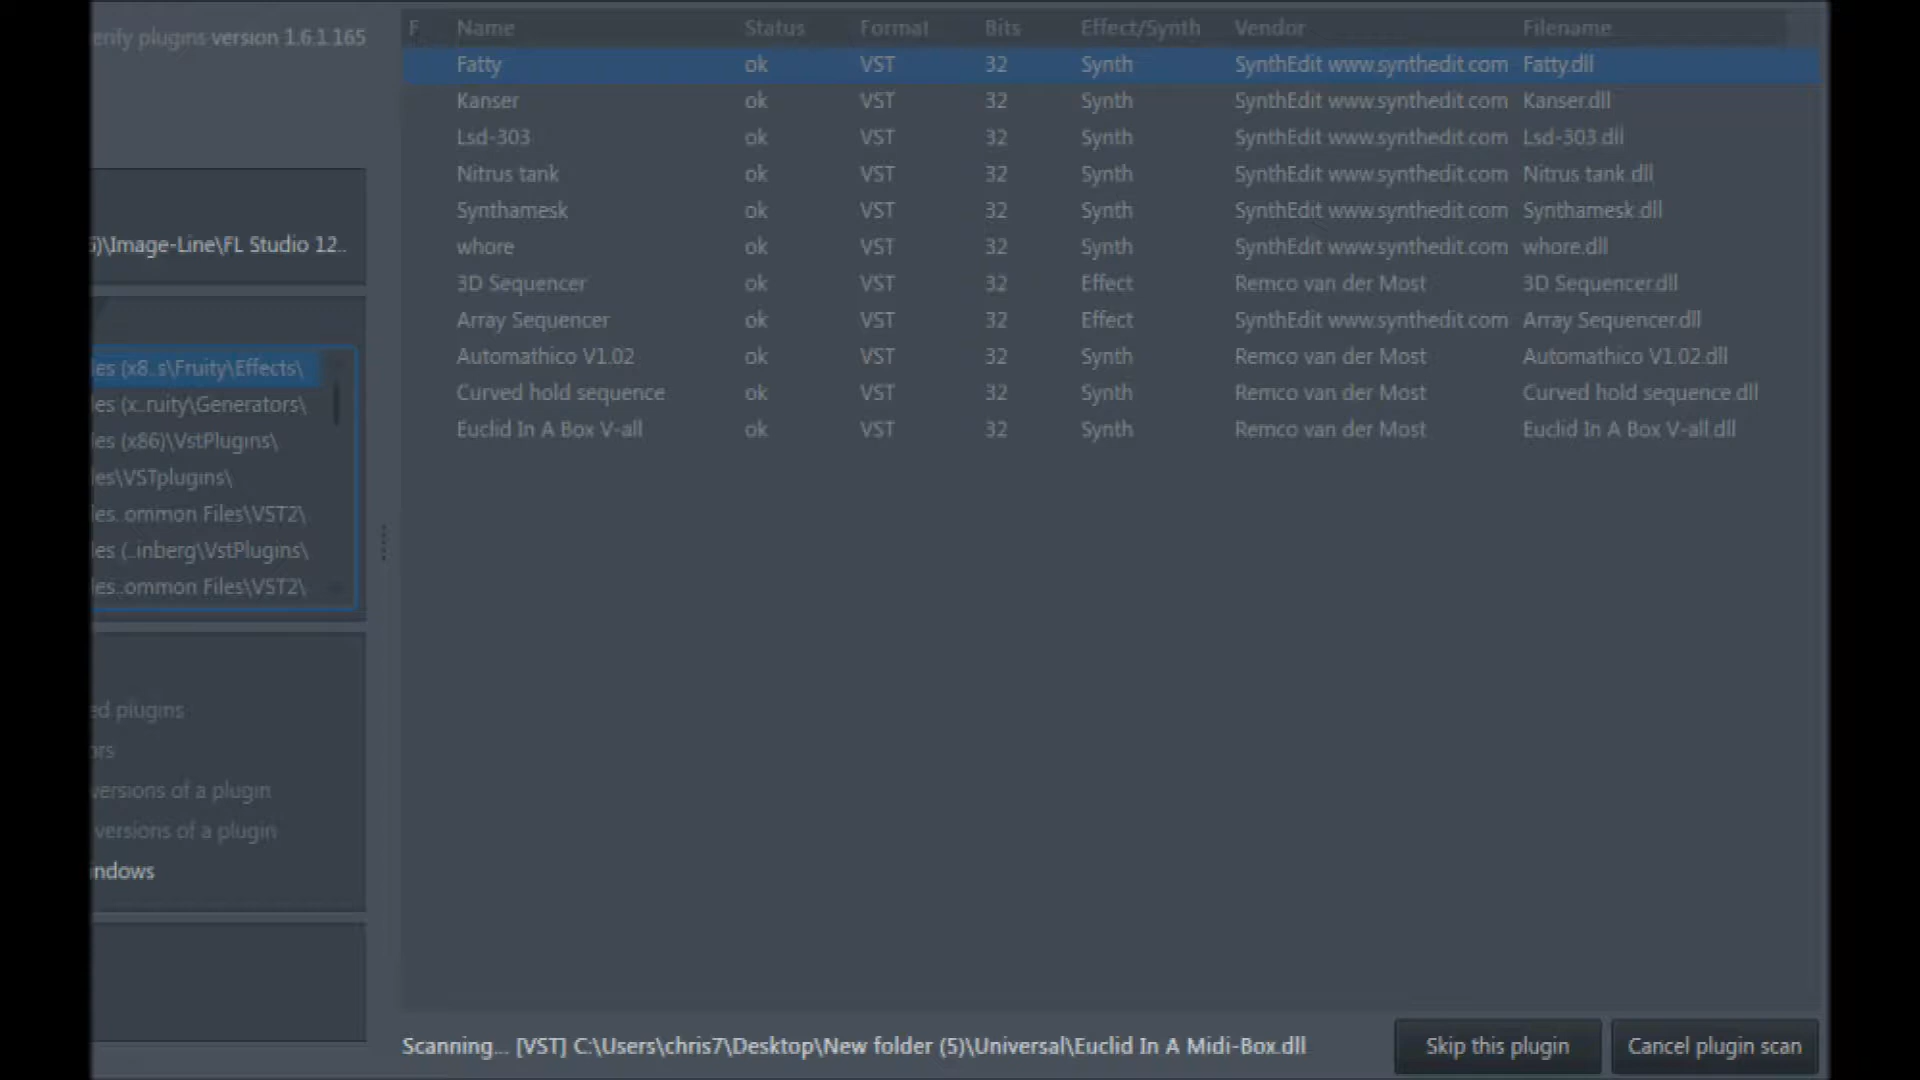 plugins version 1.6.1.165
\Image-Line\FL Studio 12..
les (x8..s\Fruity\Effects\
les (x..ruity\Generators\
les (x86)\VstPlugins\
les\VSTplugins\
les..ommon Files\VST2\
les (..inberg\VstPlugins\
les..ommon Files\VST2\
ed plugins
ors
versions of a plugin
versions of a plugin
indows
F Name Status Format Bits Effect/Synth Vendor Filename
Fatty ok VST 32 Synth SynthEdit www.synthedit.com Fatty.dll
Kanser ok VST 32 Synth SynthEdit www.synthedit.com Kanser.dll
Lsd-303 ok VST 32 Synth SynthEdit www.synthedit.com Lsd-303.dll
Nitrus tank ok VST 32 Synth SynthEdit www.synthedit.com Nitrus tank.dll
Synthamesk ok VST 32 Synth SynthEdit www.synthedit.com Synthamesk.dll
whore ok VST 32 Synth SynthEdit www.synthedit.com whore.dll
3D Sequencer ok VST 32 Effect Remco van der Most 3D Sequencer.dll
Array Sequencer ok VST 32 Effect SynthEdit www.synthedit.com Array Sequencer.dll
Automathico V1.02 ok VST 32 Synth Remco van der Most Automathico V1.02.dll
Curved hold sequence ok VST 32 Synth Remco van der Most Curved hold sequence.dll
Euclid In A Box V-all ok VST 32 Synth Remco van der Most Euclid In A Box V-all.dll
Scanning... [VST] C:\Users\chris7\Desktop\New folder (5)\Universal\Euclid In A Midi-Box.dll
Skip this plugin
Cancel plugin scan